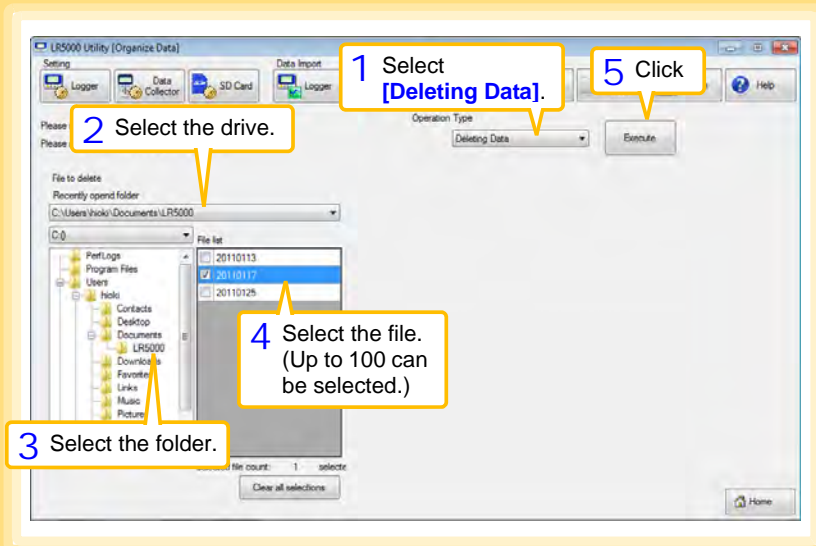 LR5000 Utility [Organize Data]
Setting
Data Import
Logger
Data Collector
SD Card
Logger
Help
1 Select
[Deleting Data].
5 Click
Please
Please
2 Select the drive.
Operation Type
Deleting Data
Execute
File to delete
Recently opend folder
C:\Users\hioki\Documents\LR5000
C:()
File list
PerfLogs
Program Files
Users
hioki
Contacts
Desktop
Documents
LR5000
Downloads
Favorite
Links
Music
Picture
20110113
20110117
20110125
4 Select the file.
(Up to 100 can
be selected.)
3 Select the folder.
file count: 1 selecte
Clear all selections
Home